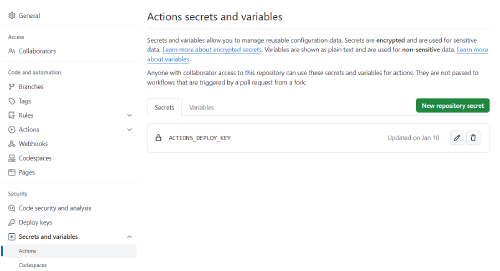 General
Access
Collaborators
Code and automation
Branches
Tags
Rules
Actions
Webhooks
Codespaces
Pages
Security
Code security and analysis
Deploy keys
Secrets and variables
Actions
Codespaces
Actions secrets and variables
Secrets and variables allow you to manage reusable configuration data. Secrets are encrypted and are used for sensitive
data. Learn more about encrypted secrets. Variables are shown as plain text and are used for non-sensitive data. Learn more
about variables.
Anyone with collaborator access to this repository can use these secrets and variables for actions. They are not passed to
workflows that are triggered by a pull request from a fork.
Secrets Variables New repository secret
ACTIONS_DEPLOY_KEY Updated on Jan 10